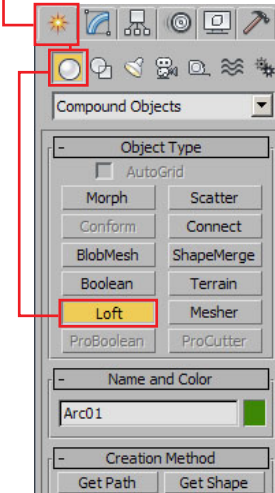 Compound Objects
- Object Type
AutoGrid
Morph Scatter
Conform Connect
BlobMesh ShapeMerge
Boolean Terrain
Loft Mesher
ProBoolean ProCutter
- Name and Color
Arc01
- Creation Method
Get Path Get Shape